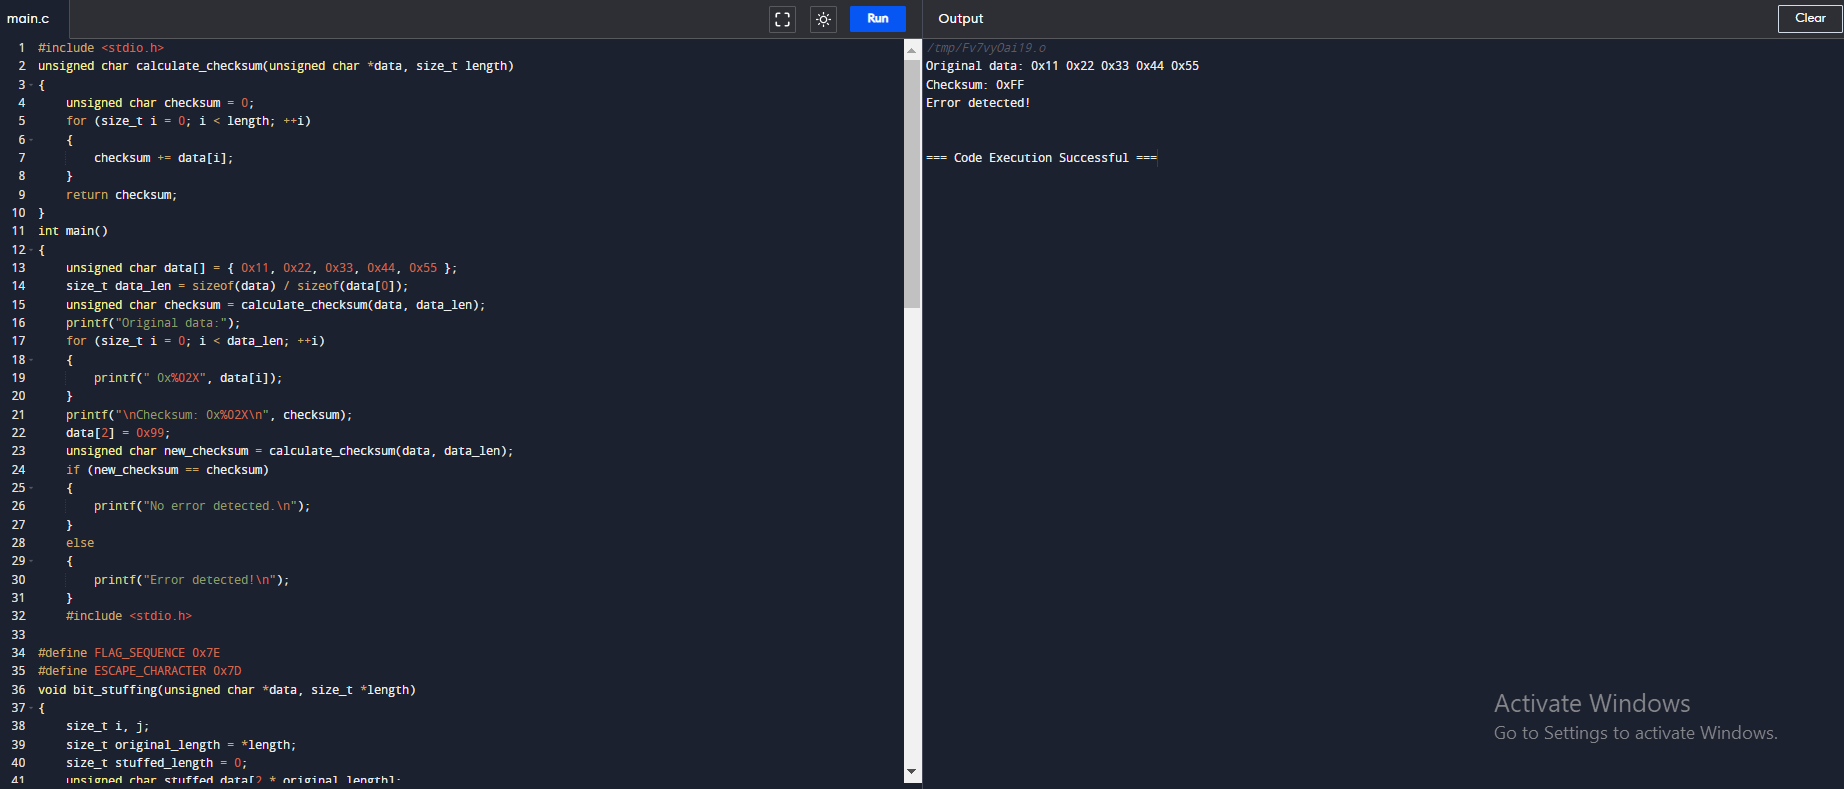 main.c
Run
Output
Clear
1 #include <stdio.h>
2 unsigned char calculate_checksum(unsigned char *data, size_t length)
3 {
4     unsigned char checksum = 0;
5     for (size_t i = 0; i < length; ++i)
6     {
7         checksum += data[i];
8     }
9     return checksum;
10 }
11 int main()
12 {
13     unsigned char data[] = { 0x11, 0x22, 0x33, 0x44, 0x55 };
14     size_t data_len = sizeof(data) / sizeof(data[0]);
15     unsigned char checksum = calculate_checksum(data, data_len);
16     printf("Original data:");
17     for (size_t i = 0; i < data_len; ++i)
18     {
19         printf(" 0x%02X", data[i]);
20     }
21     printf("\nChecksum: 0x%02X\n", checksum);
22     data[2] = 0x99;
23     unsigned char new_checksum = calculate_checksum(data, data_len);
24     if (new_checksum == checksum)
25     {
26         printf("No error detected.\n");
27     }
28     else
29     {
30         printf("Error detected!\n");
31     }
32     #include <stdio.h>
33
34 #define FLAG_SEQUENCE 0x7E
35 #define ESCAPE_CHARACTER 0x7D
36 void bit_stuffing(unsigned char *data, size_t *length)
37 {
38     size_t i, j;
39     size_t original_length = *length;
40     size_t stuffed_length = 0;
41     unsigned char stuffed_data[2 * original_length];
/tmp/Fv7vyOai19.o
Original data: 0x11 0x22 0x33 0x44 0x55
Checksum: 0xFF
Error detected!
=== Code Execution Successful ===
Activate Windows
Go to Settings to activate Windows.